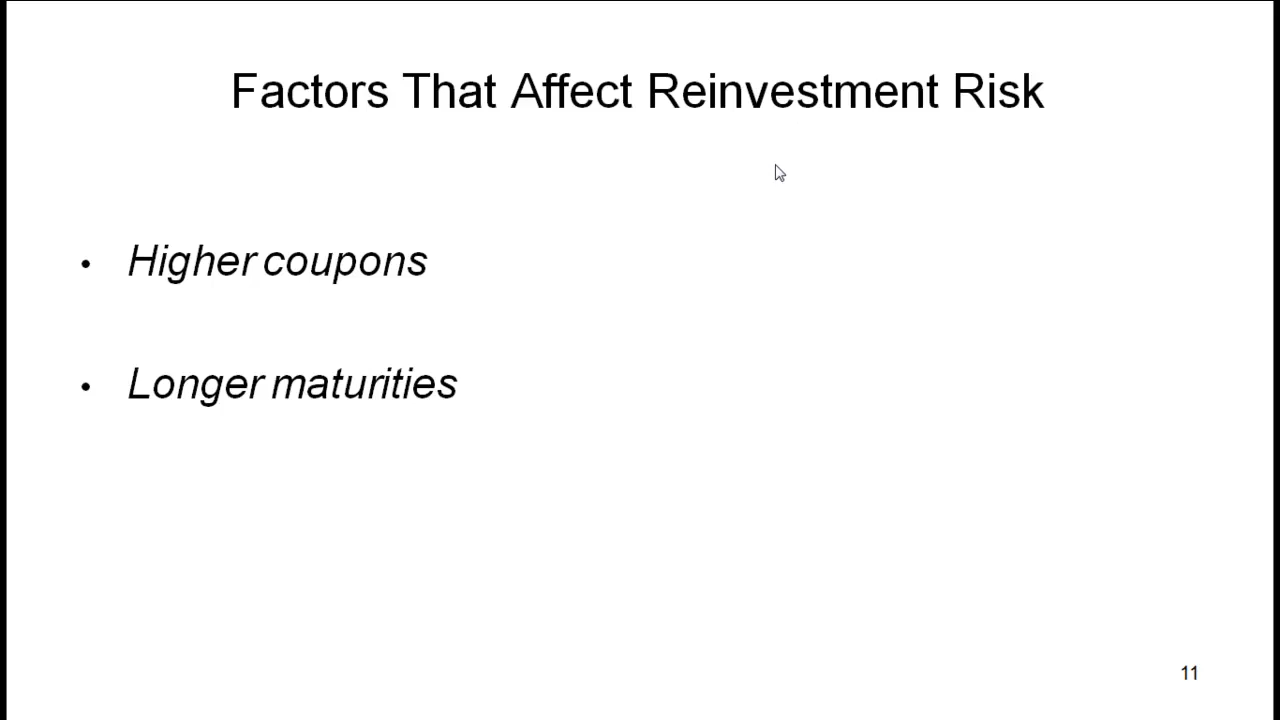 Factors That Affect Reinvestment Risk
• Higher coupons
• Longer maturities
11